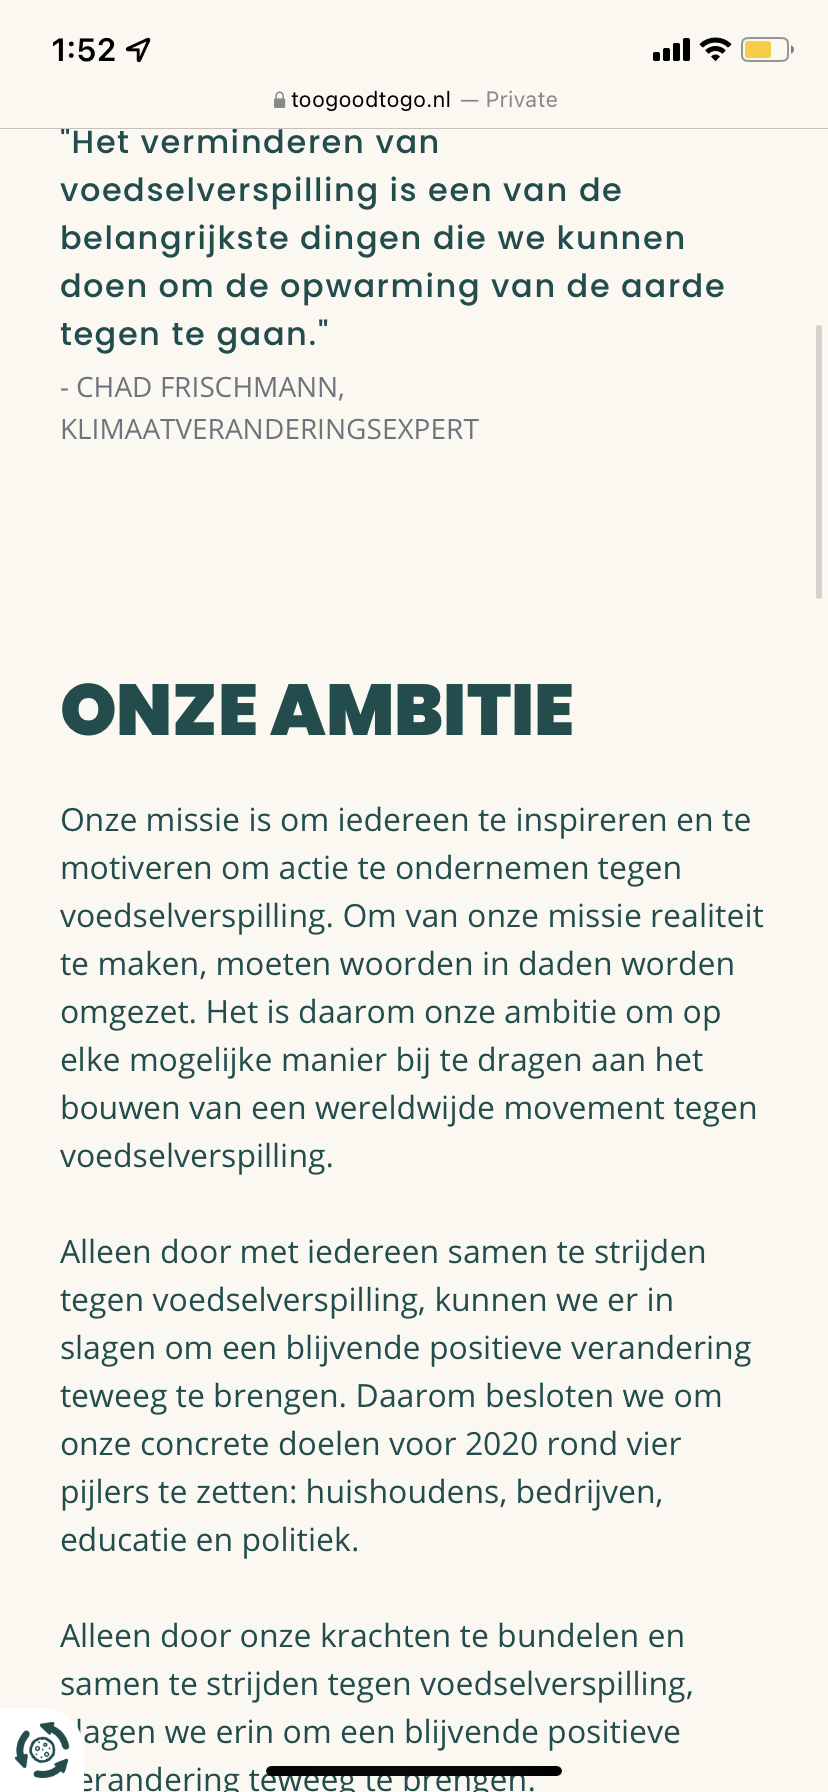 1:52
toogoodtogo.nl — Private
"Het verminderen van
voedselverspilling is een van de
belangrijkste dingen die we kunnen
doen om de opwarming van de aarde
tegen te gaan."
- CHAD FRISCHMANN,
KLIMAATVERANDERINGSEXPERT
ONZE AMBITIE
Onze missie is om iedereen te inspireren en te
motiveren om actie te ondernemen tegen
voedselverspilling. Om van onze missie realiteit
te maken, moeten woorden in daden worden
omgezet. Het is daarom onze ambitie om op
elke mogelijke manier bij te dragen aan het
bouwen van een wereldwijde movement tegen
voedselverspilling.
Alleen door met iedereen samen te strijden
tegen voedselverspilling, kunnen we er in
slagen om een blijvende positieve verandering
teweeg te brengen. Daarom besloten we om
onze concrete doelen voor 2020 rond vier
pijlers te zetten: huishoudens, bedrijven,
educatie en politiek.
Alleen door onze krachten te bundelen en
samen te strijden tegen voedselverspilling,
lagen we erin om een blijvende positieve
erandering teweeg te brengen.